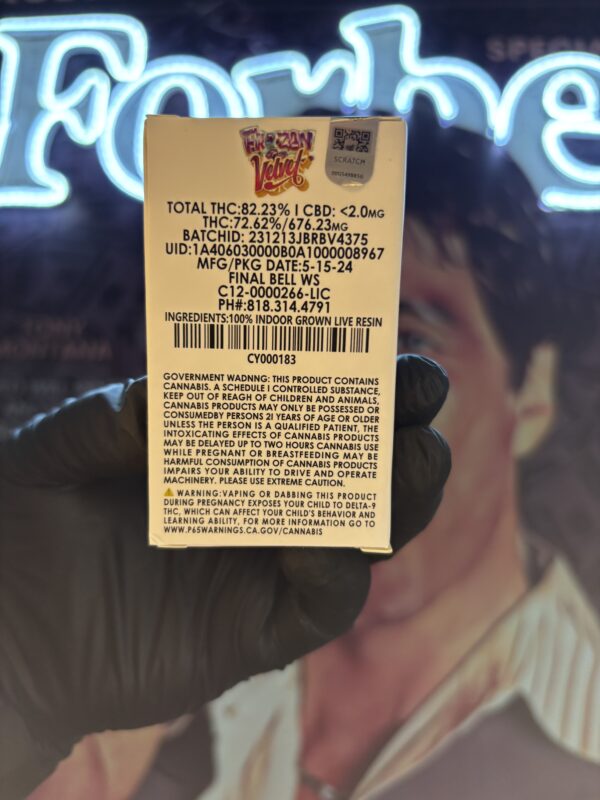 Forbe
SPECI
FROZEN
Velvet
SCRATCH
TOTAL THC:82.23% I CBD: <2.0MG
THC:72.62%/676.23MG
BATCHID: 231213JBRBV4375
UID:1A406030000B0A1000008967
MFG/PKG DATE:5-15-24
FINAL BELL WS
C12-0000266-LIC
PH#:818.314.4791
INGREDIENTS:100% INDOOR GROWN LIVE RESIN
CY000183
GOVERNMENT WADNNG: THIS PRODUCT CONTAINS
CANNABIS. A SCHEDULE I CONTROLLED SUBSTANCE,
KEEP OUT OF REAGH OF CHILDREN AND ANIMALS,
CANNABIS PRODUCTS MAY ONLY BE POSSESSED OR
CONSUMEDBY PERSONS 2I YEARS OF AGE OR OLDER
UNLESS THE PERSON IS A QUALIFIED PATIENT, THE
INTOXICATING EFFECTS OF CANNABIS PRODUCTS
MAY BE DELAYED UP TO TWO HOURS CANNABIS USE
WHILE PREGNANT OR BREASTFEEDING MAY BE
HARMFUL CONSUMPTION OF CANNABIS PRODUCTS
IMPAIRS YOUR ABILITY TO DRIVE AND OPERATE
MACHINERY. PLEASE USE EXTREME CAUTION.
WARNING:VAPING OR DABBING THIS PRODUCT
DURING PREGNANCY EXPOSES YOUR CHILD TO DELTA-9
THC, WHICH CAN AFFECT YOUR CHILD'S BEHAVIOR AND
LEARNING ABILITY, FOR MORE INFORMATION GO TO
WWW.P65WARNINGS.CA.GOV/CANNABIS